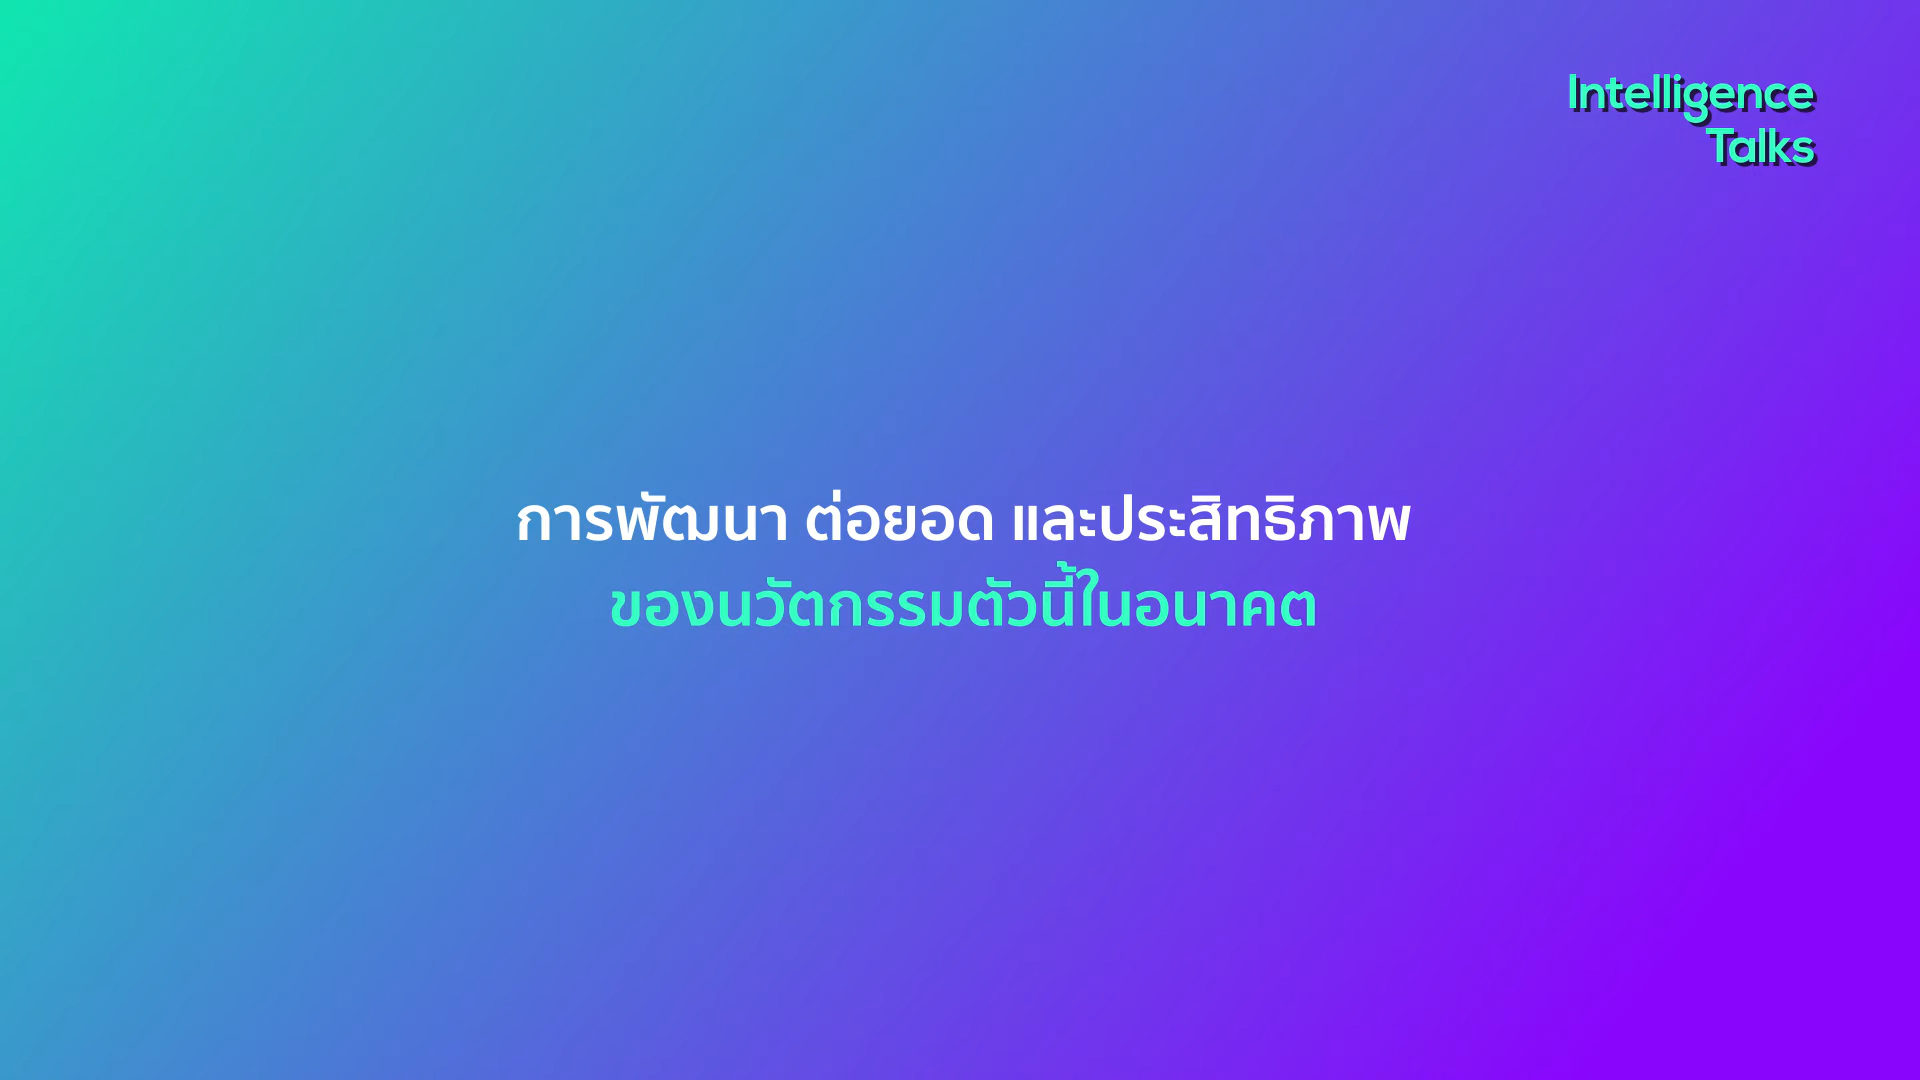 Intelligence
Talks
การพัฒนา ต่อยอด และประสิทธิภาพ
ของนวัตกรรมตัวนี้ในอนาคต